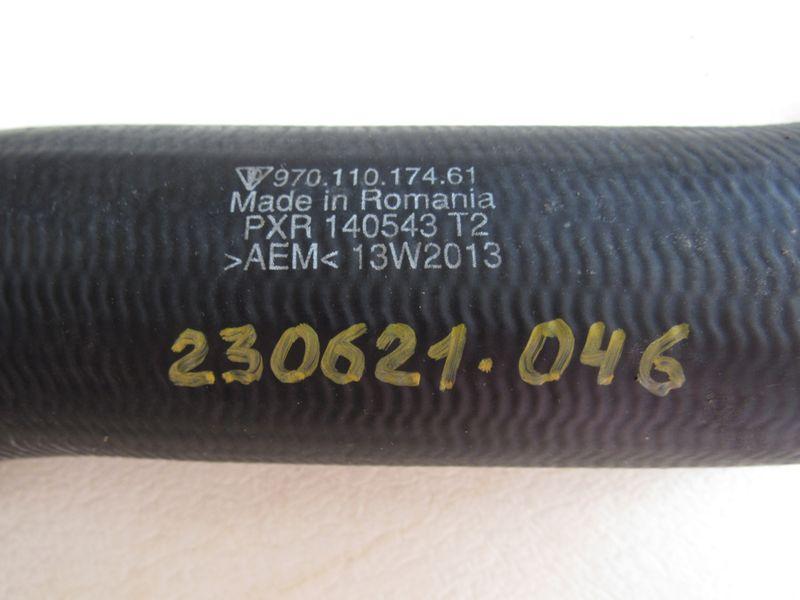 970.110.174.61
Made in Romania
PXR 140543 T2
>AEM< 13W2013
230621.046